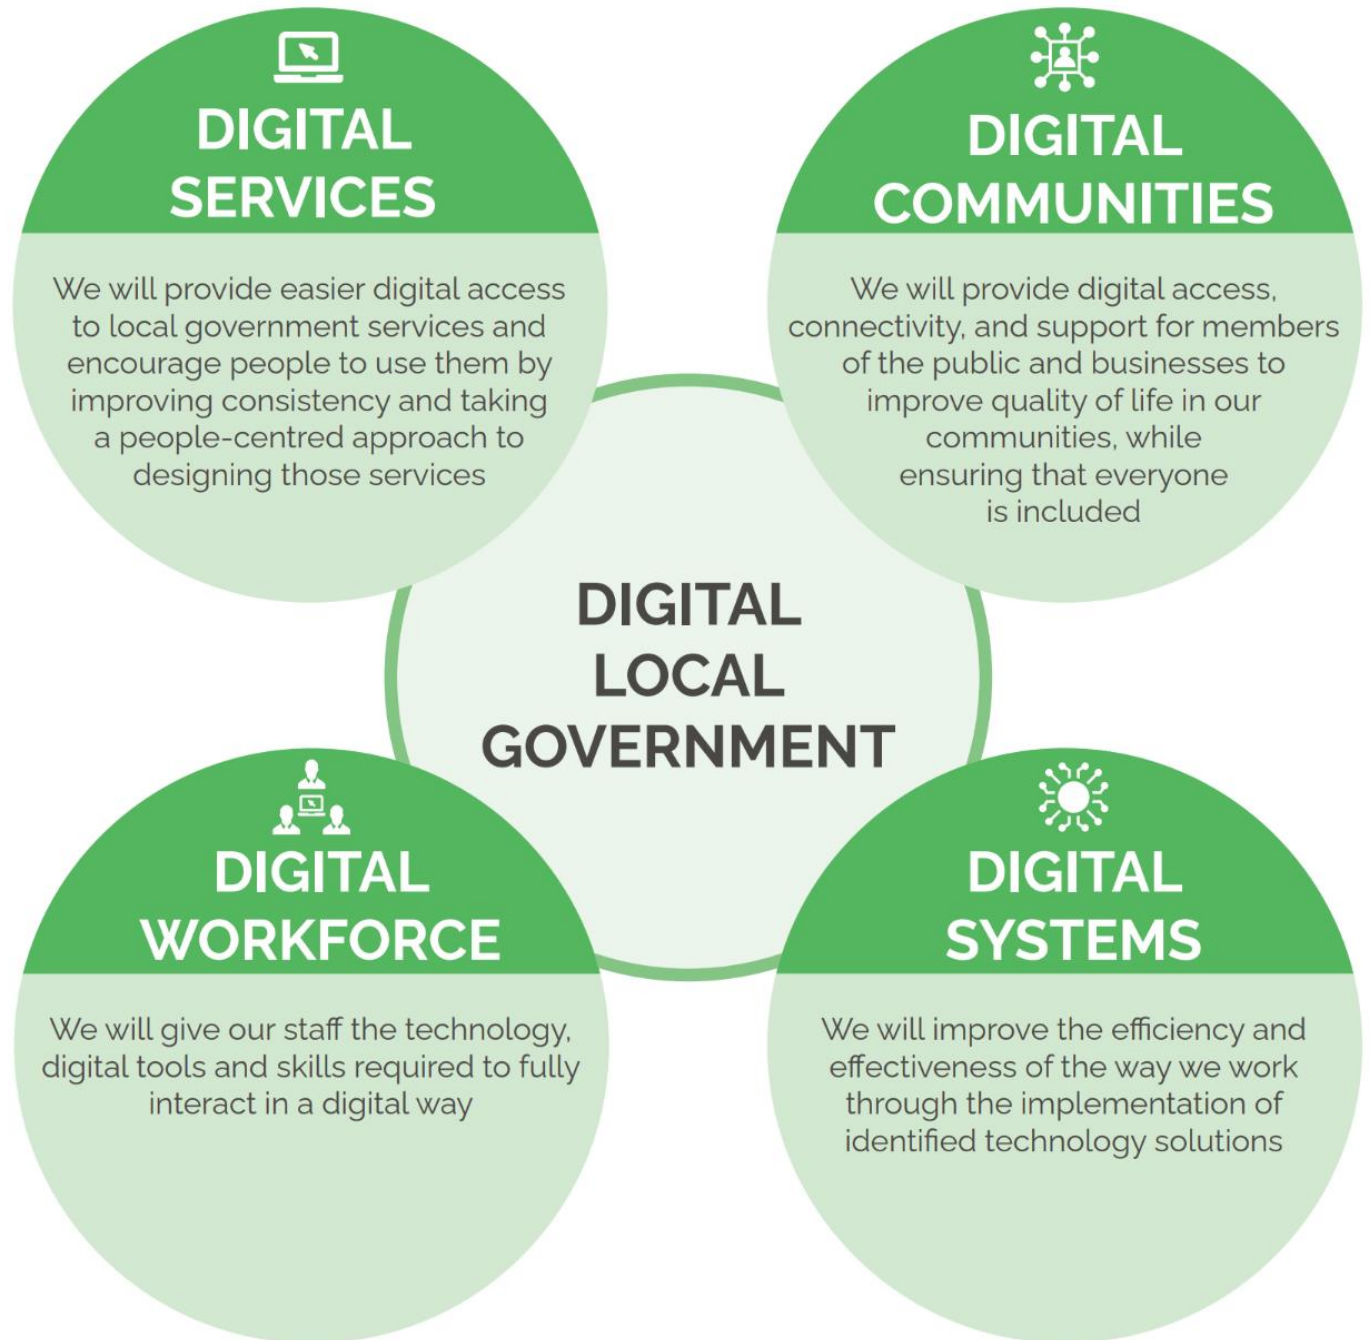 DIGITAL
SERVICES
We will provide easier digital access
to local government services and
encourage people to use them by
improving consistency and taking
a people-centred approach to
designing those services
DIGITAL
COMMUNITIES
We will provide digital access,
connectivity, and support for members
of the public and businesses to
improve quality of life in our
communities, while
ensuring that everyone
is included
DIGITAL
LOCAL
GOVERNMENT
DIGITAL
WORKFORCE
We will give our staff the technology,
digital tools and skills required to fully
interact in a digital way
DIGITAL
SYSTEMS
We will improve the efficiency and
effectiveness of the way we work
through the implementation of
identified technology solutions